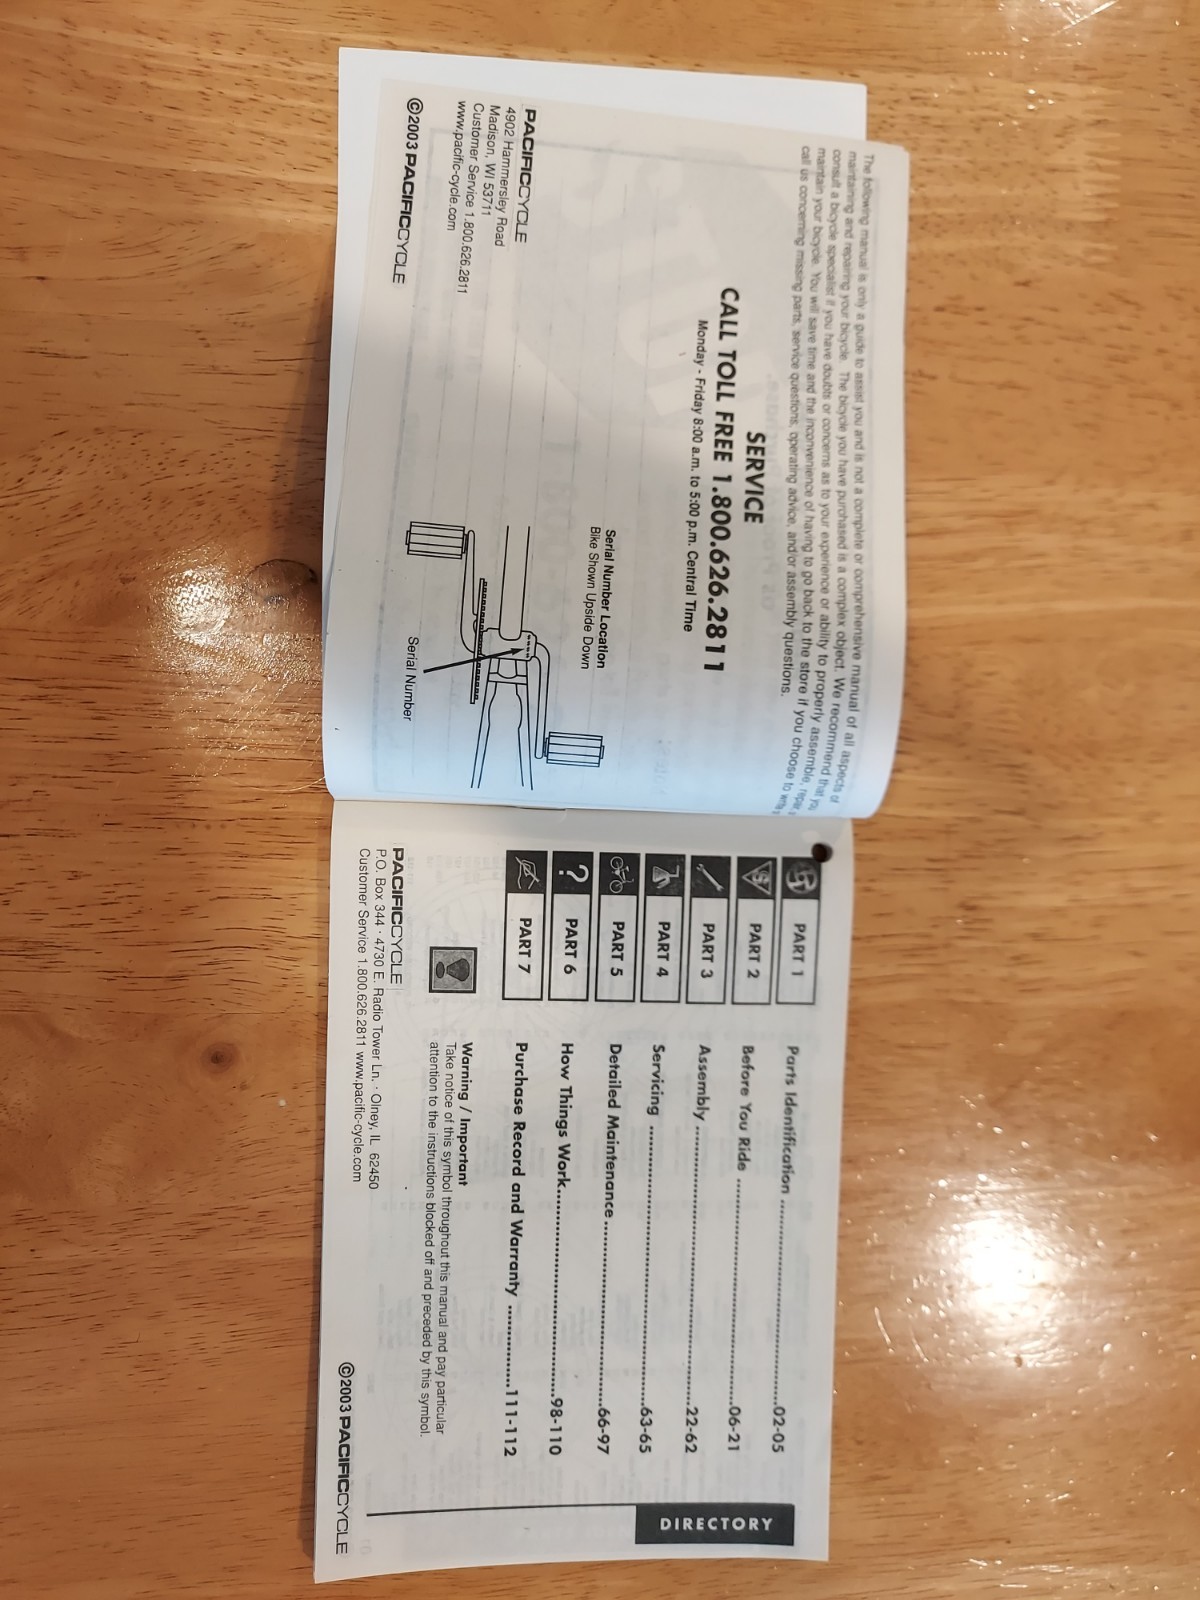 The following manual is only a guide to assist you and is not a complete or comprehensive manual of all aspects of
maintaining and repairing your bicycle. The bicycle you have purchased is a complex object. We recommend that you
consult a bicycle specialist if you have doubts or concerns as to your experience or ability to properly assemble, repair
maintain your bicycle. You will save time and the inconvenience of having to go back to the store if you choose to write
call us concerning missing parts, service questions, operating advice, and/or assembly questions.
SERVICE
CALL TOLL FREE 1.800.626.2811
Monday - Friday 8:00 a.m. to 5:00 p.m. Central Time
Serial Number Location
Bike Shown Upside Down
Serial Number
PACIFICCYCLE
4902 Hammersley Road
Madison, WI 53711
Customer Service 1.800.626.2811
www.pacific-cycle.com
©2003 PACIFICCYCLE
DIRECTORY
PART 1 Parts Identification ..............................02-05
PART 2 Before You Ride ..............................06-21
PART 3 Assembly ..............................22-62
PART 4 Servicing ..............................63-65
PART 5 Detailed Maintenance ..............................66-97
? PART 6 How Things Work..............................98-110
PART 7 Purchase Record and Warranty ............111-112
Warning / Important
Take notice of this symbol throughout this manual and pay particular
attention to the instructions blocked off and preceded by this symbol.
PACIFICCYCLE
P.O. Box 344 · 4730 E. Radio Tower Ln. · Olney, IL 62450
Customer Service 1.800.626.2811 www.pacific-cycle.com
©2003 PACIFICCYCLE